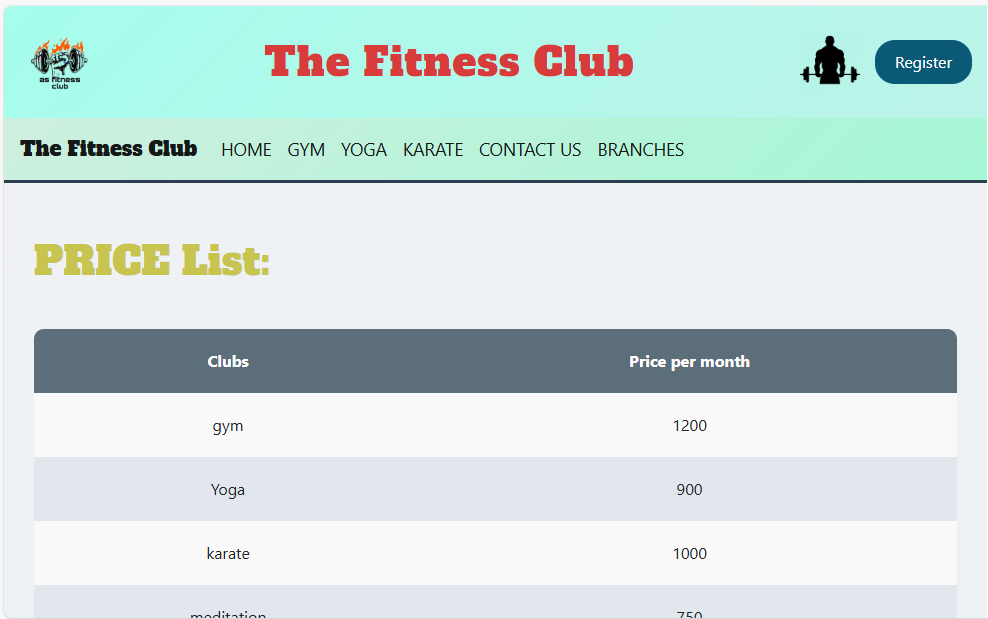 as fitness
club
The Fitness Club
Register
The Fitness Club HOME GYM YOGA KARATE CONTACT US BRANCHES
PRICE List:
Clubs Price per month
gym 1200
Yoga 900
karate 1000
meditation 750